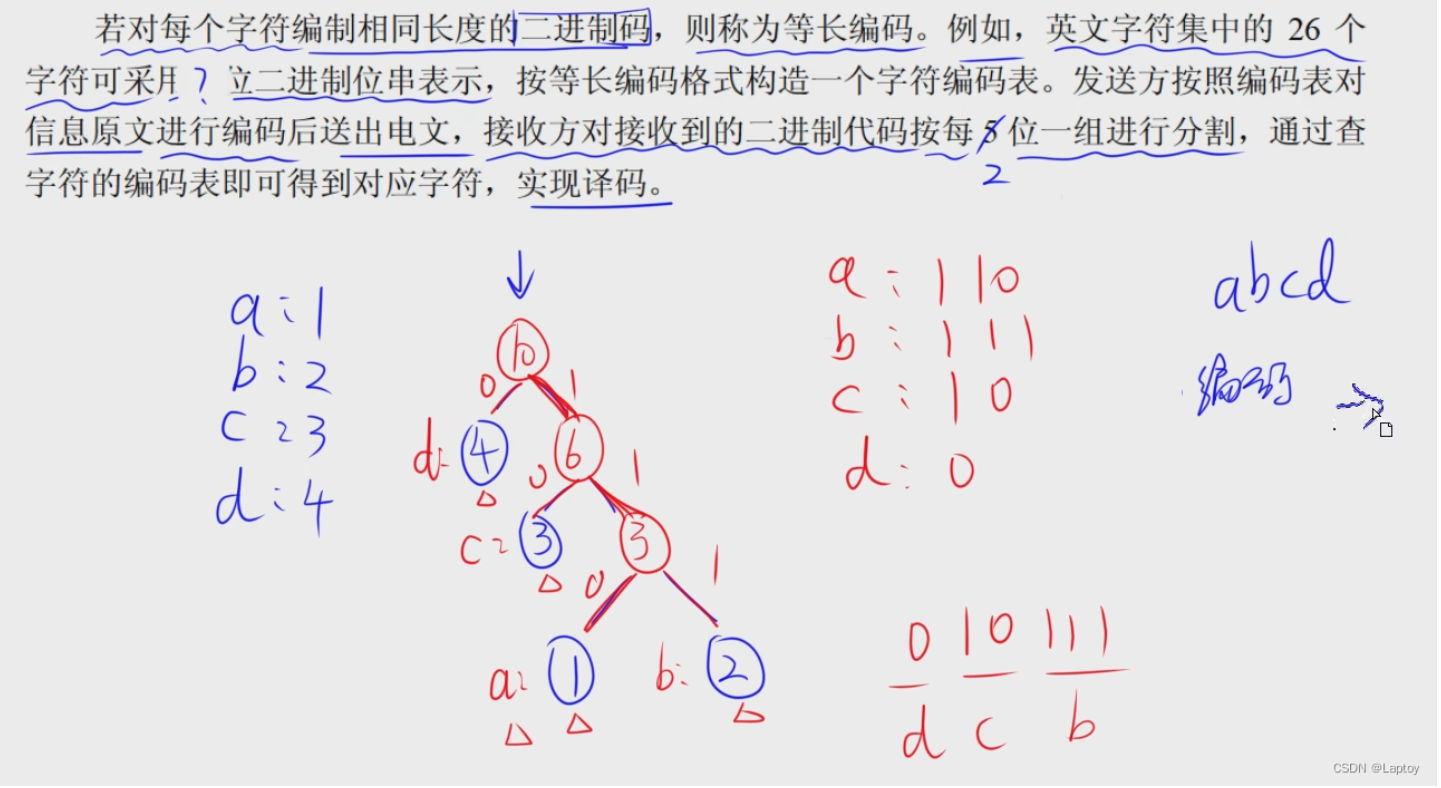 若对每个字符编制相同长度的二进制码，则称为等长编码。例如，英文字符集中的 26 个
字符可采用 ? 位二进制位串表示，按等长编码格式构造一个字符编码表。发送方按照编码表对
信息原文进行编码后送出电文，接收方对接收到的二进制代码按每 5 位一组进行分割，通过查
2
字符的编码表即可得到对应字符，实现译码。
a:1
b:2
c:3
d:4
10
0 1
d: 4 6
0 1
c: 3 3
0 1
a: 1 b: 2
a: 110
b: 111
c: 10
d: 0
abcd
编码
0 10 111
d c b
CSDN @Laptoy